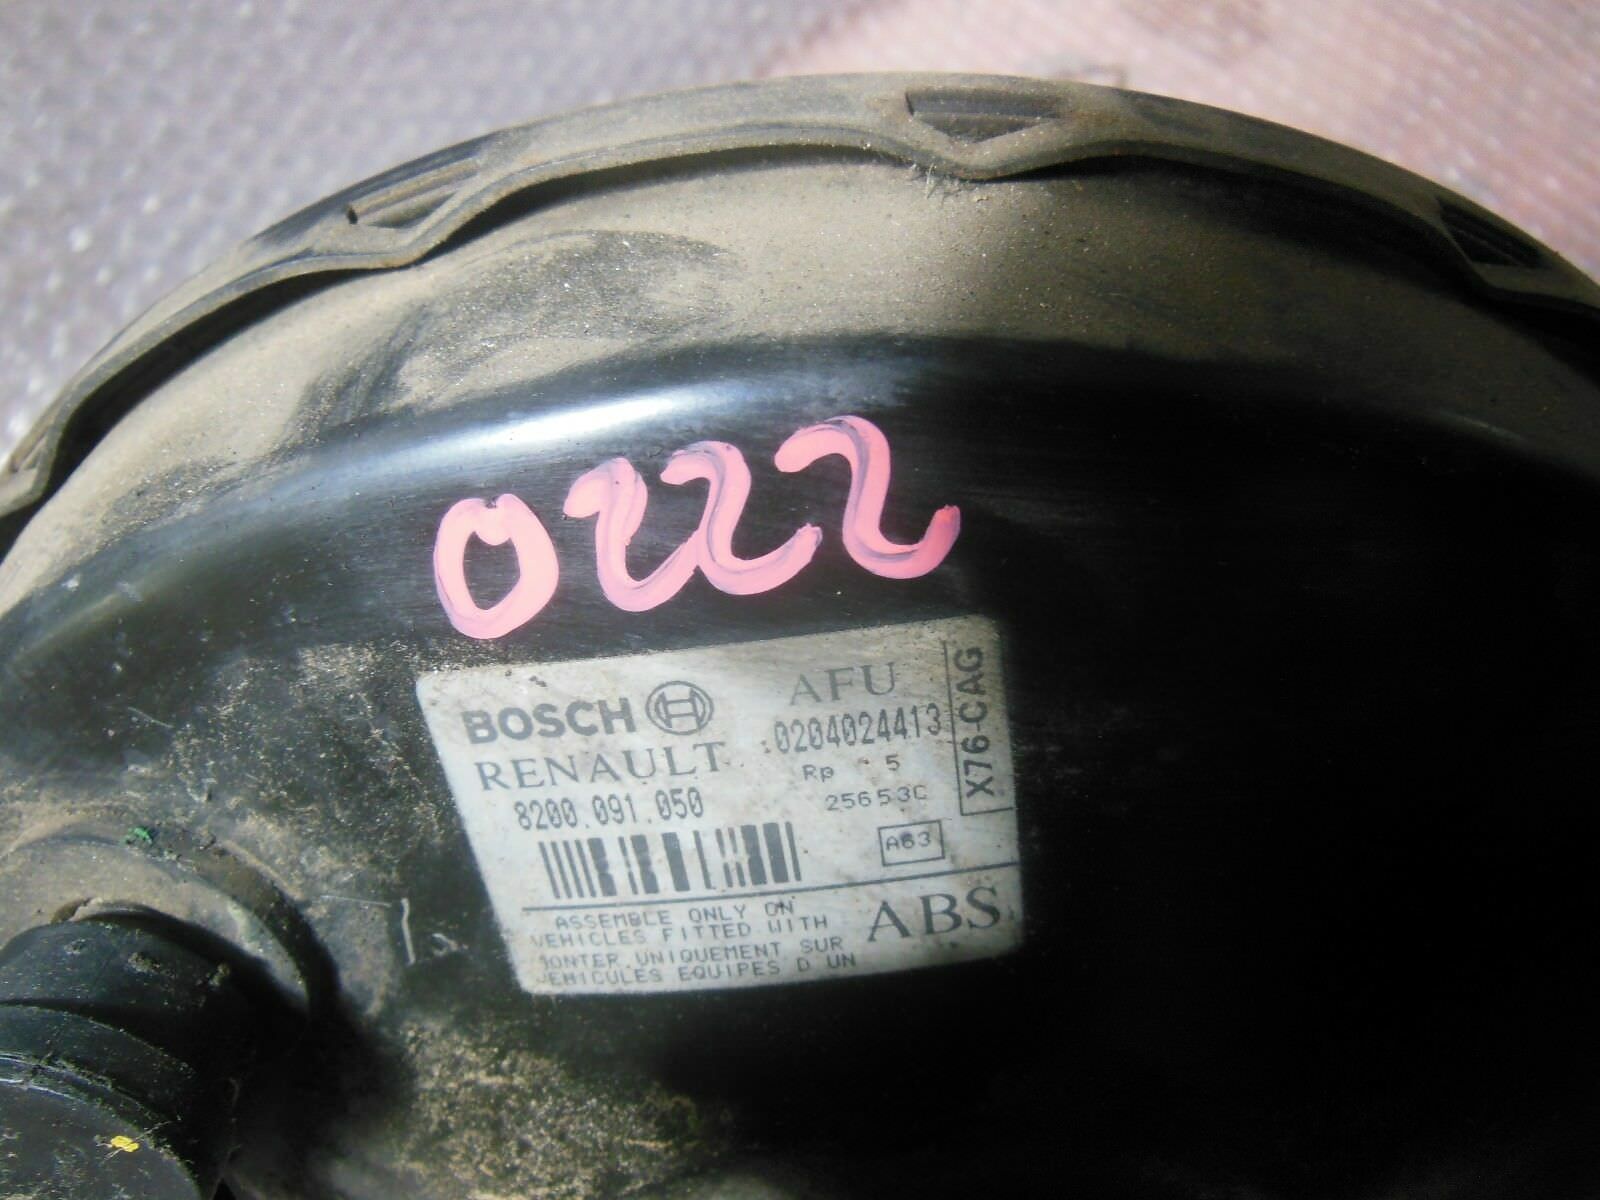 0222
BOSCH
AFU
0204024413
RENAULT
Rp 5
8200.091.050
25653C
X76-CAG
A63
ASSEMBLE ONLY ON
VEHICLES FITTED WITH
ABS
MONTER UNIQUEMENT SUR
VEHICULES EQUIPES D UN